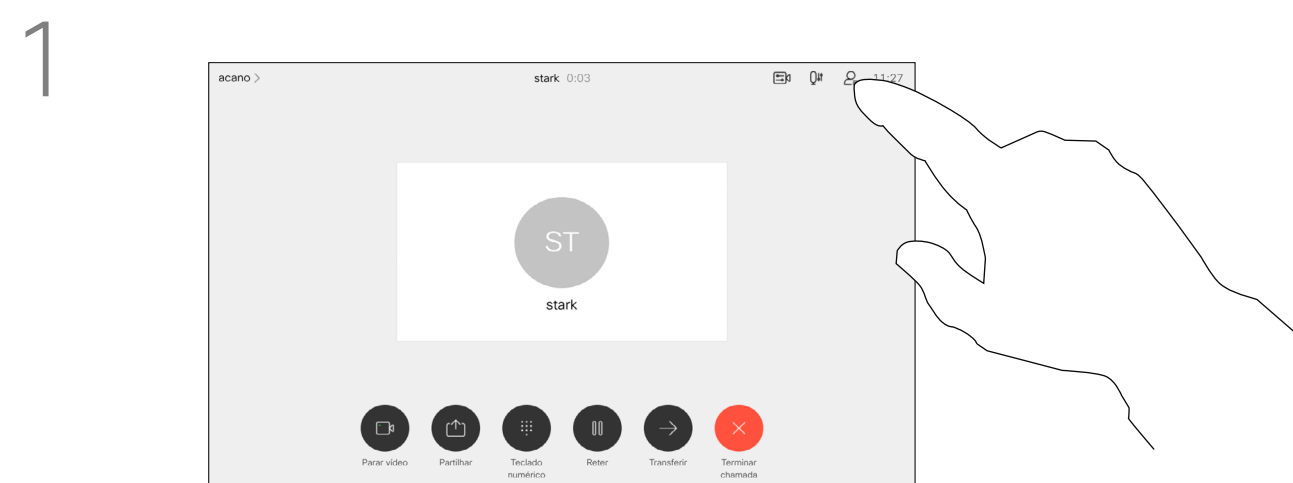 1
acano >
stark 0:03
11:27
ST
stark
Parar vídeo
Partilhar
Teclado
numérico
Reter
Transferir
Terminar
chamada